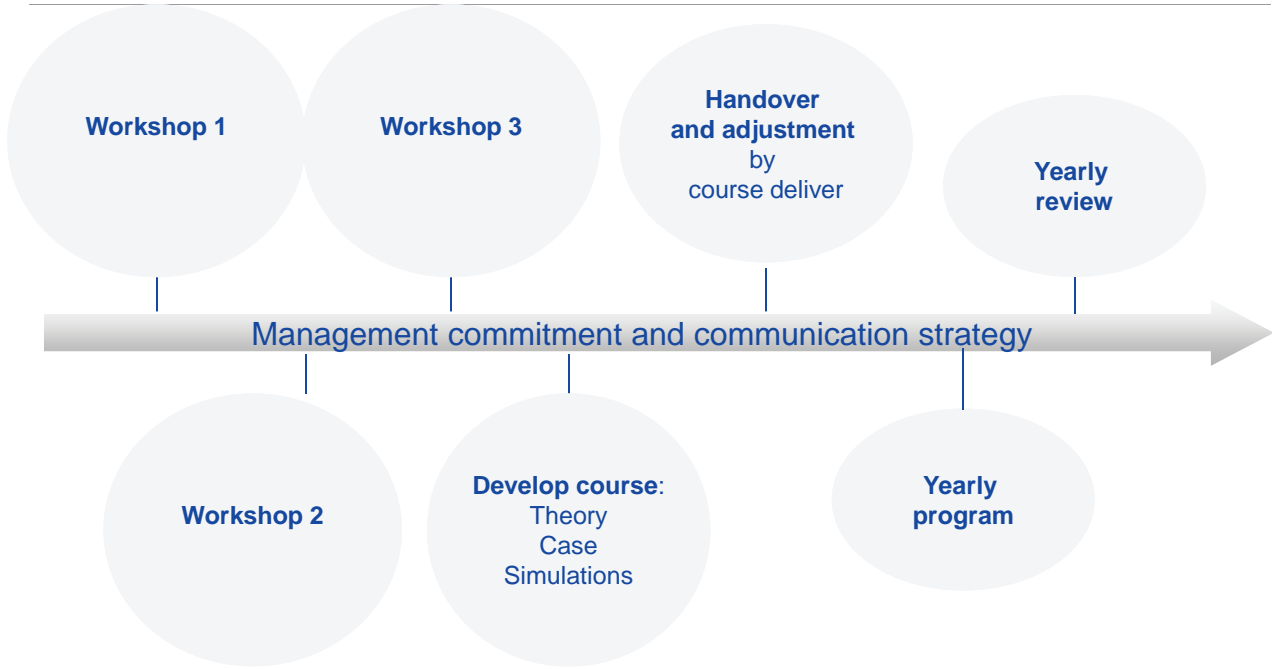 Workshop 1
Workshop 3
Handover
and adjustment
by
course deliver
Yearly
review
Management commitment and communication strategy
Workshop 2
Develop course:
Theory
Case
Simulations
Yearly
program